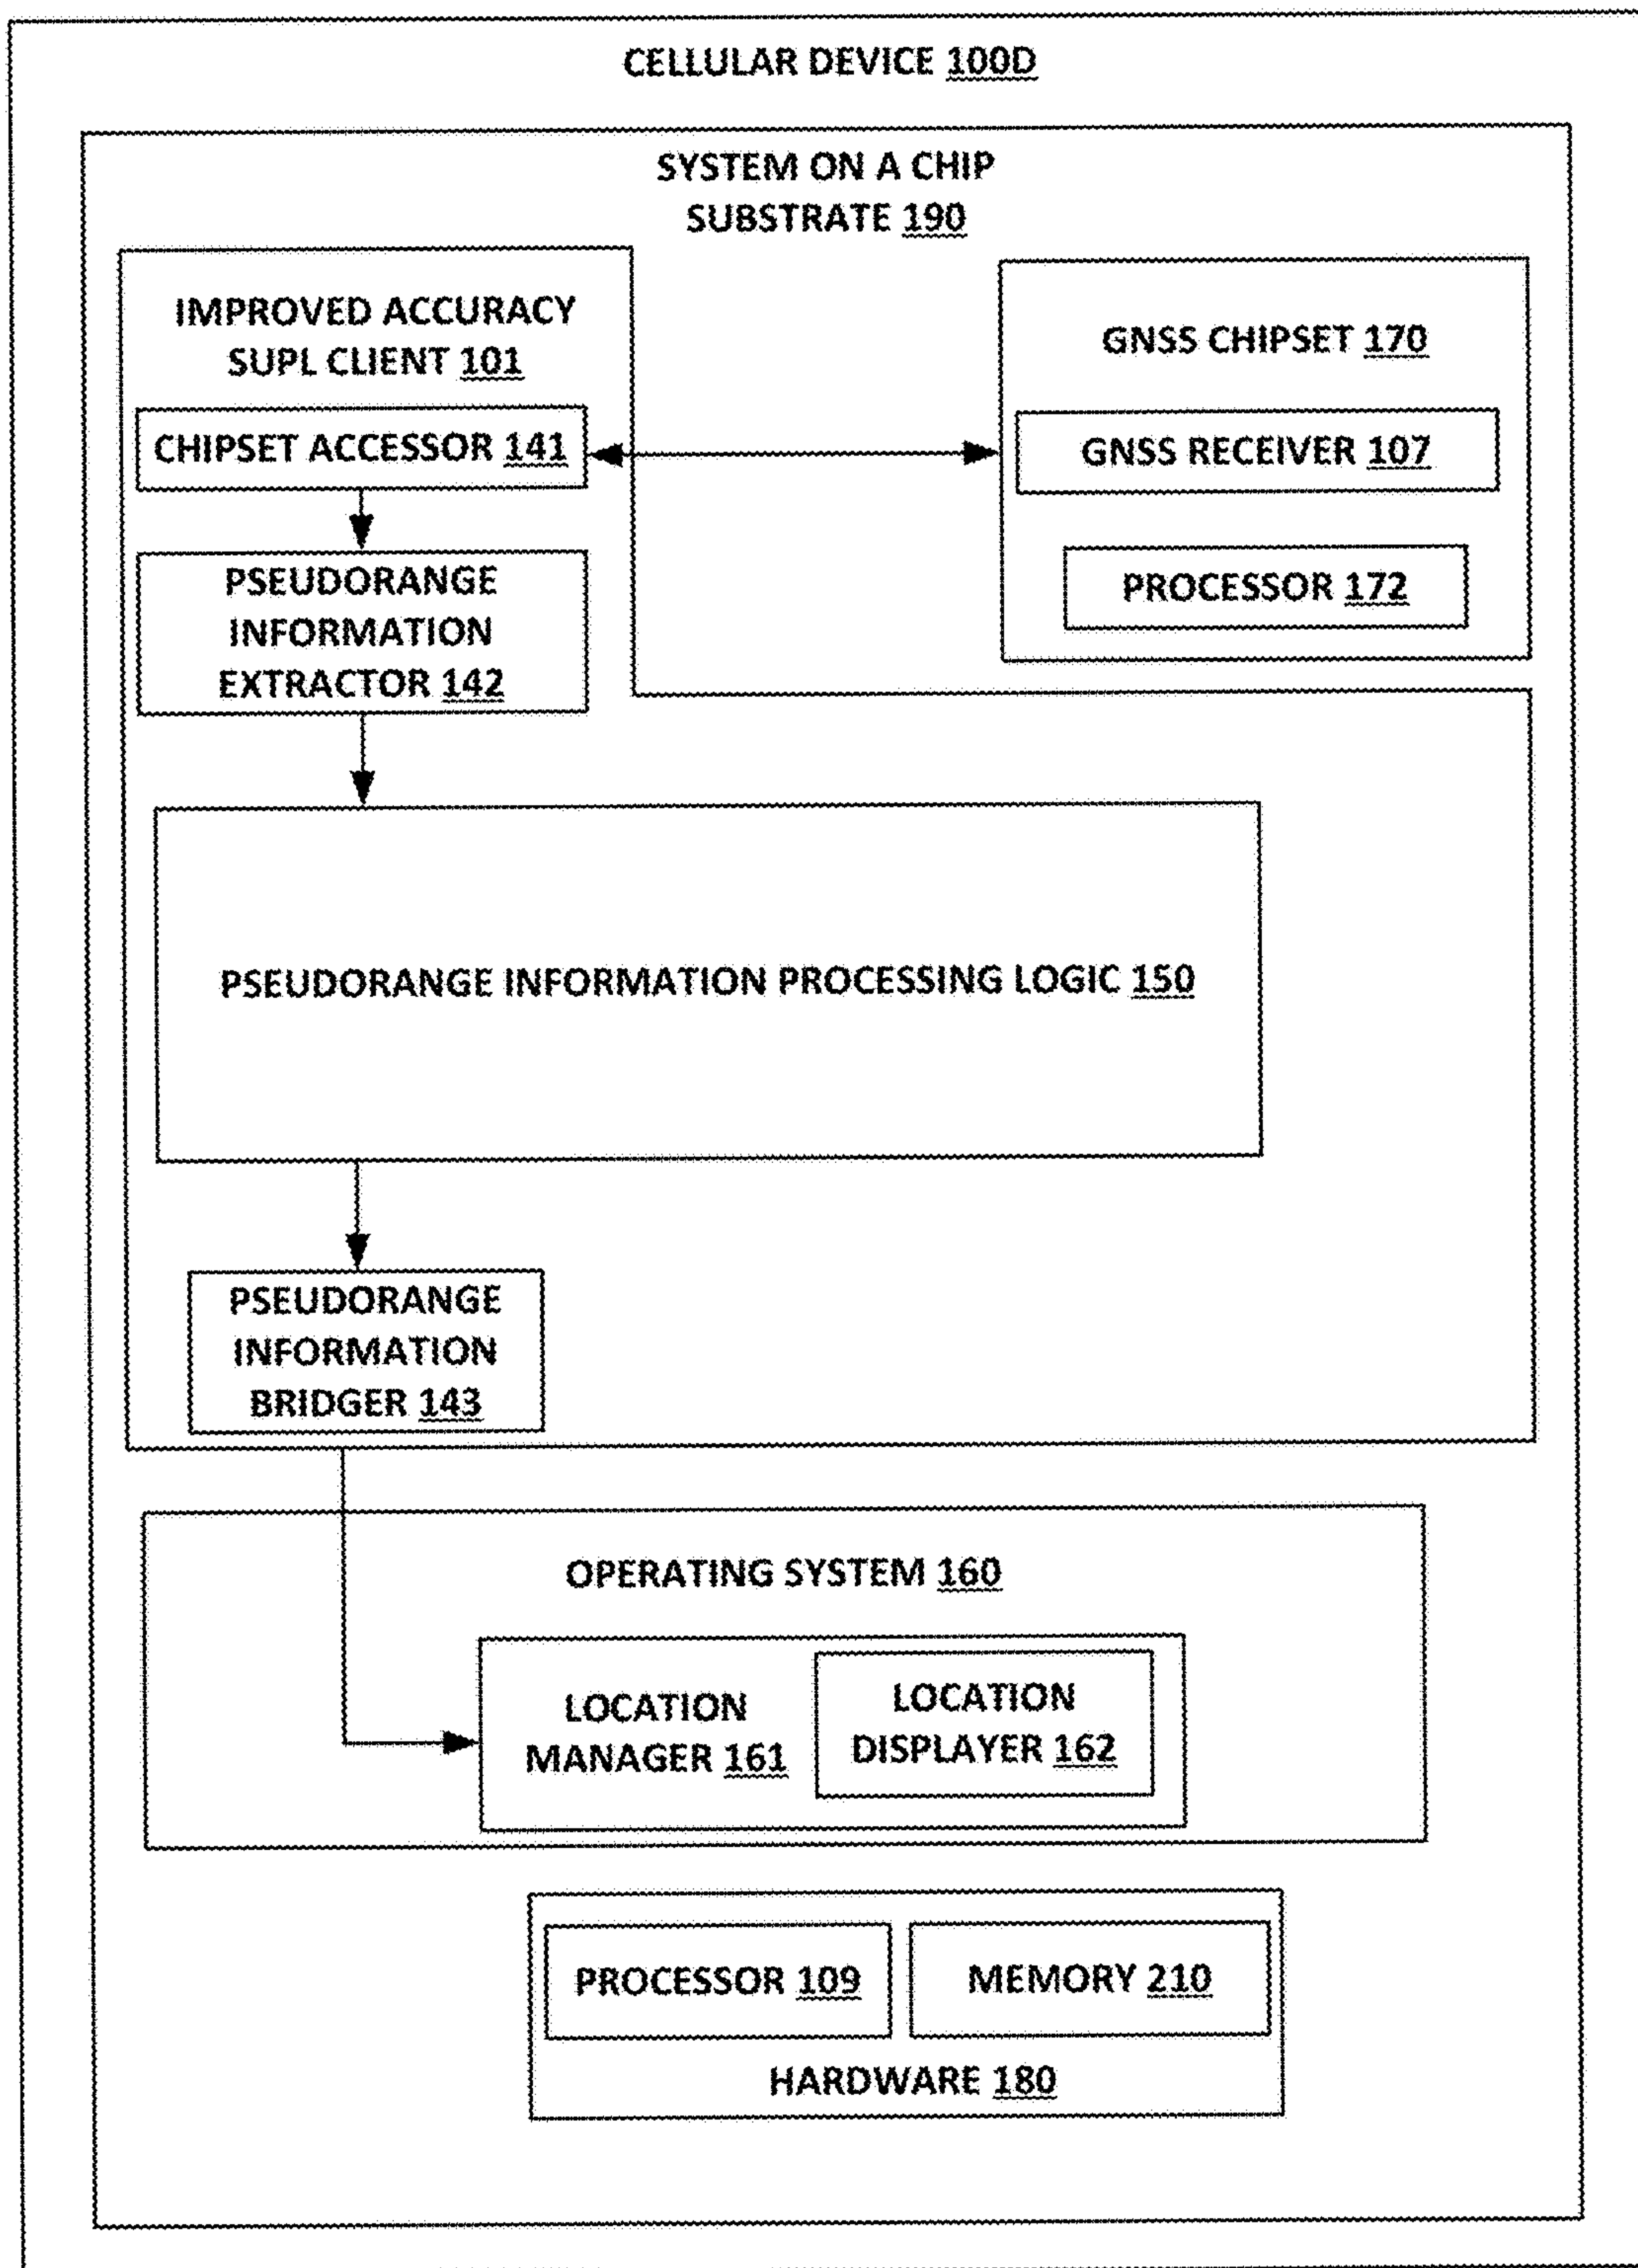 CELLULAR DEVICE 100D
SYSTEM ON A CHIP
SUBSTRATE 190
IMPROVED ACCURACY
SUPL CLIENT 101
CHIPSET ACCESSOR 141
PSEUDORANGE
INFORMATION
EXTRACTOR 142
GNSS CHIPSET 170
GNSS RECEIVER 107
PROCESSOR 172
PSEUDORANGE INFORMATION PROCESSING LOGIC 150
PSEUDORANGE
INFORMATION
BRIDGER 143
OPERATING SYSTEM 160
LOCATION
MANAGER 161
LOCATION
DISPLAYER 162
PROCESSOR 109
MEMORY 210
HARDWARE 180